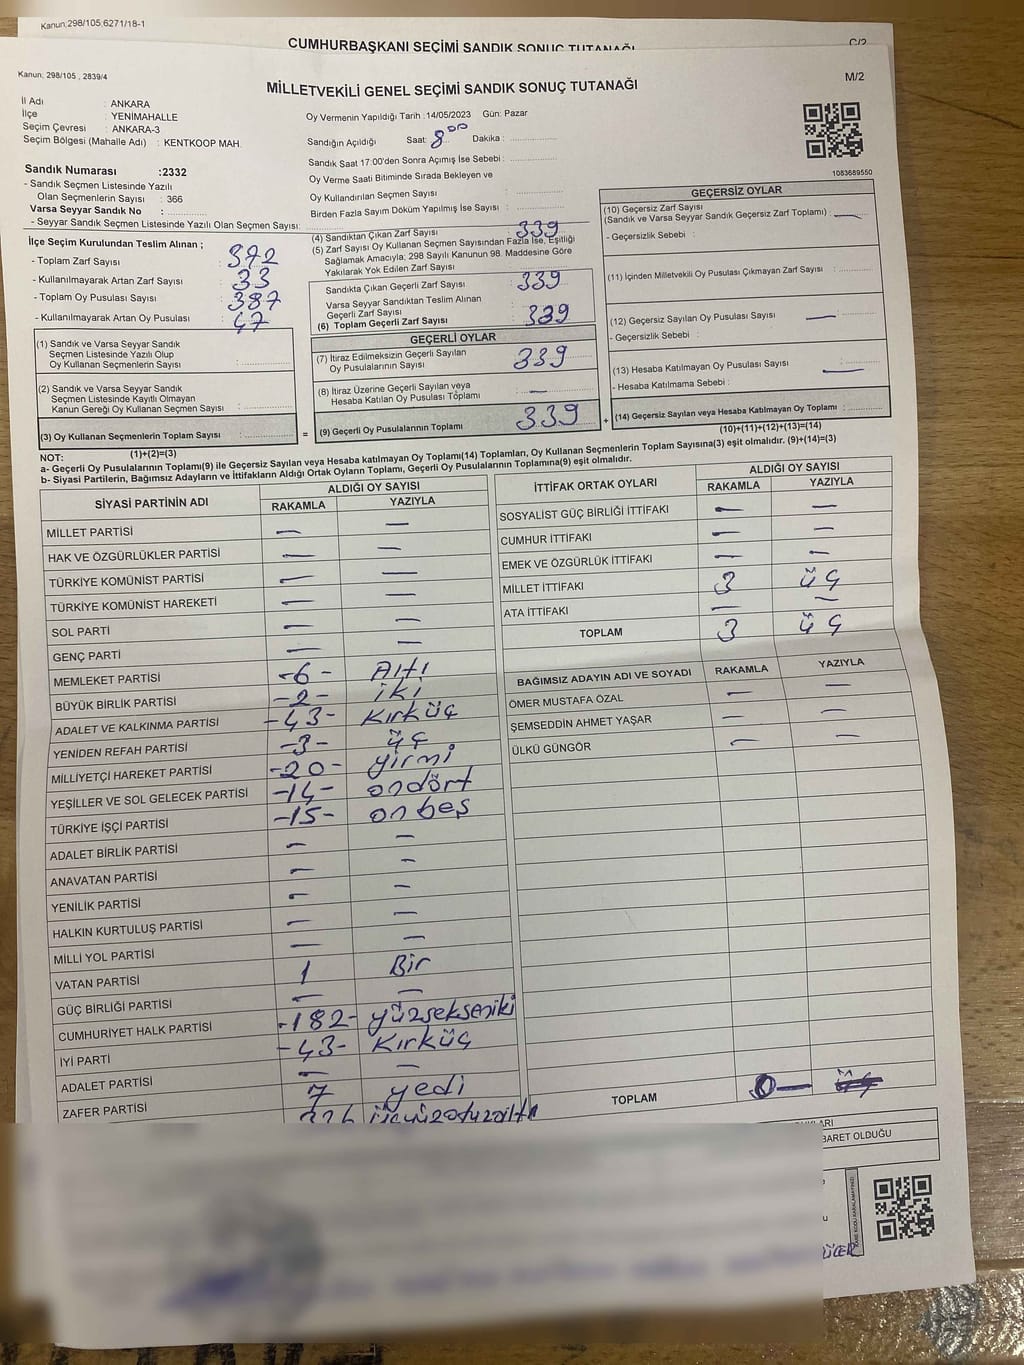 Kanun;298/105,6271/18-1
CUMHURBAŞKANI SEÇİMİ SANDIK SONUÇ TUTANAĞI
C/2
Kanun; 298/105 , 2839/4
MİLLETVEKİLİ GENEL SEÇİMİ SANDIK SONUÇ TUTANAĞI
M/2
İl Adı : ANKARA
İlçe : YENİMAHALLE
Seçim Çevresi : ANKARA-3
Seçim Bölgesi (Mahalle Adı) : KENTKOOP MAH.
Sandık Numarası :2332
- Sandık Seçmen Listesinde Yazılı
Olan Seçmenlerin Sayısı : 366
Varsa Seyyar Sandık No :
- Seyyar Sandık Seçmen Listesinde Yazılı Olan Seçmen Sayısı:
Oy Vermenin Yapıldığı Tarih :14/05/2023 Gün: Pazar
Sandığın Açıldığı Saat: 8 00 Dakika :
Sandık Saat 17:00'den Sonra Açımış İse Sebebi :
Oy Verme Saati Bitiminde Sırada Bekleyen ve
Oy Kullandırılan Seçmen Sayısı :
Birden Fazla Sayım Döküm Yapılmış İse Sayısı :
1083689550
İlçe Seçim Kurulundan Teslim Alınan ;
- Toplam Zarf Sayısı : 372
- Kullanılmayarak Artan Zarf Sayısı : 33
- Toplam Oy Pusulası Sayısı : 387
- Kullanılmayarak Artan Oy Pusulası : 47
(1) Sandık ve Varsa Seyyar Sandık
Seçmen Listesinde Yazılı Olup
Oy Kullanan Seçmenlerin Sayısı :
(2) Sandık ve Varsa Seyyar Sandık
Seçmen Listesinde Kayıtlı Olmayan
Kanun Gereği Oy Kullanan Seçmen Sayısı :
(3) Oy Kullanan Seçmenlerin Toplam Sayısı :
(1)+(2)=(3)
(4) Sandıktan Çıkan Zarf Sayısı : 339
(5) Zarf Sayısı Oy Kullanan Seçmen Sayısından Fazla İse, Eşitliği
Sağlamak Amacıyla; 298 Sayılı Kanunun 98. Maddesine Göre
Yakılarak Yok Edilen Zarf Sayısı :
Sandıkta Çıkan Geçerli Zarf Sayısı : 339
Varsa Seyyar Sandıktan Teslim Alınan
Geçerli Zarf Sayısı :
(6) Toplam Geçerli Zarf Sayısı : 339
GEÇERLİ OYLAR
(7) İtiraz Edilmeksizin Geçerli Sayılan
Oy Pusulalarının Sayısı : 339
(8) İtiraz Üzerine Geçerli Sayılan veya
Hesaba Katılan Oy Pusulası Toplamı : —
= (9) Geçerli Oy Pusulalarının Toplamı : 339 +
GEÇERSİZ OYLAR
(10) Geçersiz Zarf Sayısı
(Sandık ve Varsa Seyyar Sandık Geçersiz Zarf Toplamı) : —
- Geçersizlik Sebebi :
(11) İçinden Milletvekili Oy Pusulası Çıkmayan Zarf Sayısı :
(12) Geçersiz Sayılan Oy Pusulası Sayısı : —
- Geçersizlik Sebebi :
(13) Hesaba Katılmayan Oy Pusulası Sayısı : —
- Hesaba Katılmama Sebebi :
(14) Geçersiz Sayılan veya Hesaba Katılmayan Oy Toplamı :
(10)+(11)+(12)+(13)=(14)
NOT:
a- Geçerli Oy Pusulalarının Toplamı(9) ile Geçersiz Sayılan veya Hesaba katılmayan Oy Toplamı(14) Toplamları, Oy Kullanan Seçmenlerin Toplam Sayısına(3) eşit olmalıdır. (9)+(14)=(3)
b- Siyasi Partilerin, Bağımsız Adayların ve İttifakların Aldığı Ortak Oyların Toplamı, Geçerli Oy Pusulalarının Toplamına(9) eşit olmalıdır.
SİYASİ PARTİNİN ADI ALDIĞI OY SAYISI
RAKAMLA YAZIYLA
MİLLET PARTİSİ — —
HAK VE ÖZGÜRLÜKLER PARTİSİ — —
TÜRKİYE KOMÜNİST PARTİSİ — —
TÜRKİYE KOMÜNİST HAREKETİ — —
SOL PARTİ — —
GENÇ PARTİ — —
MEMLEKET PARTİSİ -6- Altı
BÜYÜK BİRLİK PARTİSİ -2- iki
ADALET VE KALKINMA PARTİSİ -43- Kırküç
YENİDEN REFAH PARTİSİ -3- üç
MİLLİYETÇİ HAREKET PARTİSİ -20- yirmi
YEŞİLLER VE SOL GELECEK PARTİSİ -14- ondört
TÜRKİYE İŞÇİ PARTİSİ -15- onbeş
ADALET BİRLİK PARTİSİ — —
ANAVATAN PARTİSİ — —
YENİLİK PARTİSİ — —
HALKIN KURTULUŞ PARTİSİ — —
MİLLİ YOL PARTİSİ — —
VATAN PARTİSİ 1 Bir
GÜÇ BİRLİĞİ PARTİSİ — —
CUMHURİYET HALK PARTİSİ -182- yüzsekseniki
İYİ PARTİ -43- Kırküç
ADALET PARTİSİ — —
ZAFER PARTİSİ 7 yedi
336 üçyüzotuzaltı
İTTİFAK ORTAK OYLARI ALDIĞI OY SAYISI
RAKAMLA YAZIYLA
SOSYALİST GÜÇ BİRLİĞİ İTTİFAKI — —
CUMHUR İTTİFAKI — —
EMEK VE ÖZGÜRLÜK İTTİFAKI — —
MİLLET İTTİFAKI 3 üç
ATA İTTİFAKI — —
TOPLAM 3 üç
BAĞIMSIZ ADAYIN ADI VE SOYADI RAKAMLA YAZIYLA
ÖMER MUSTAFA ÖZAL — —
ŞEMSEDDİN AHMET YAŞAR — —
ÜLKÜ GÜNGÖR — —
TOPLAM 0—
BARET OLDUĞU